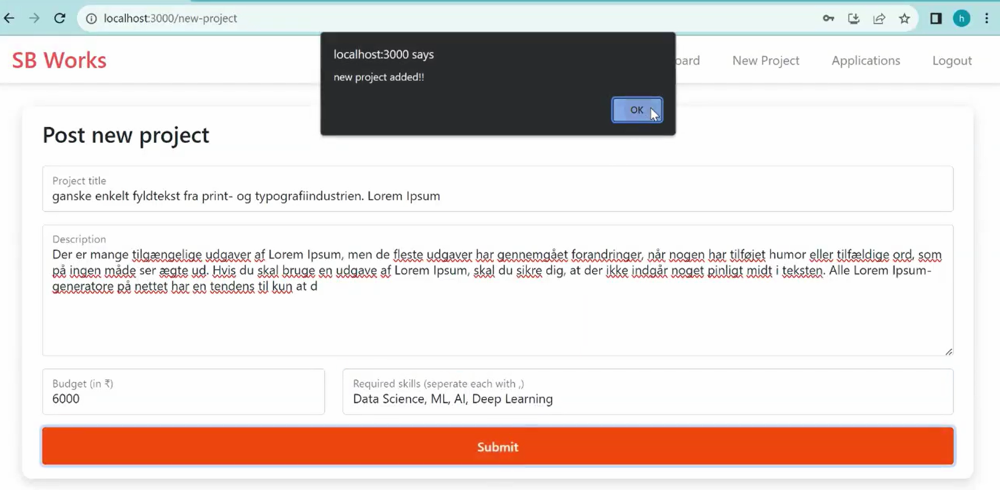 localhost:3000/new-project
h
localhost:3000 says
new project added!!
OK
SB Works
oard
New Project
Applications
Logout
Post new project
Project title
ganske enkelt fyldtekst fra print- og typografiindustrien. Lorem Ipsum
Description
Der er mange tilgængelige udgaver af Lorem Ipsum, men de fleste udgaver har gennemgået forandringer, når nogen har tilføjet humor eller tilfældige ord, som
på ingen måde ser ægte ud. Hvis du skal bruge en udgave af Lorem Ipsum, skal du sikre dig, at der ikke indgår noget pinligt midt i teksten. Alle Lorem Ipsum-
generatore på nettet har en tendens til kun at d
Budget (in ₹)
6000
Required skills (seperate each with ,)
Data Science, ML, AI, Deep Learning
Submit